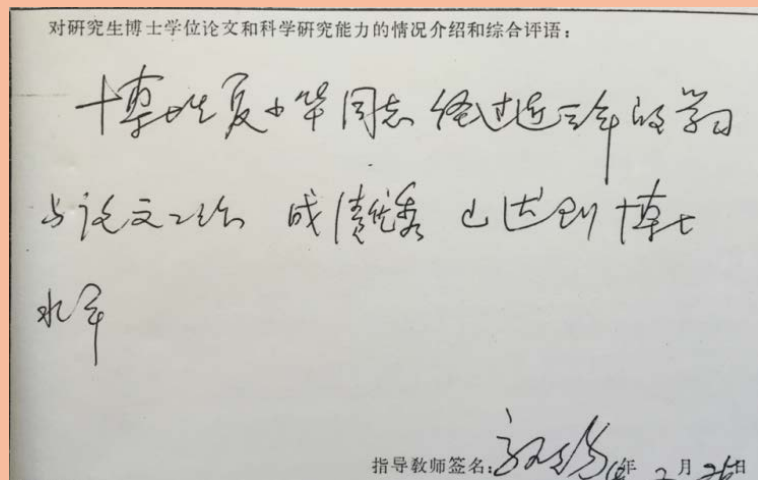 对研究生博士学位论文和科学研究能力的情况介绍和综合评语:
博士生夏小华同志 经过近三年的学习
与论文工作 成绩优秀 已达到博士
水平
指导教师签名: 年 2 月 25 日